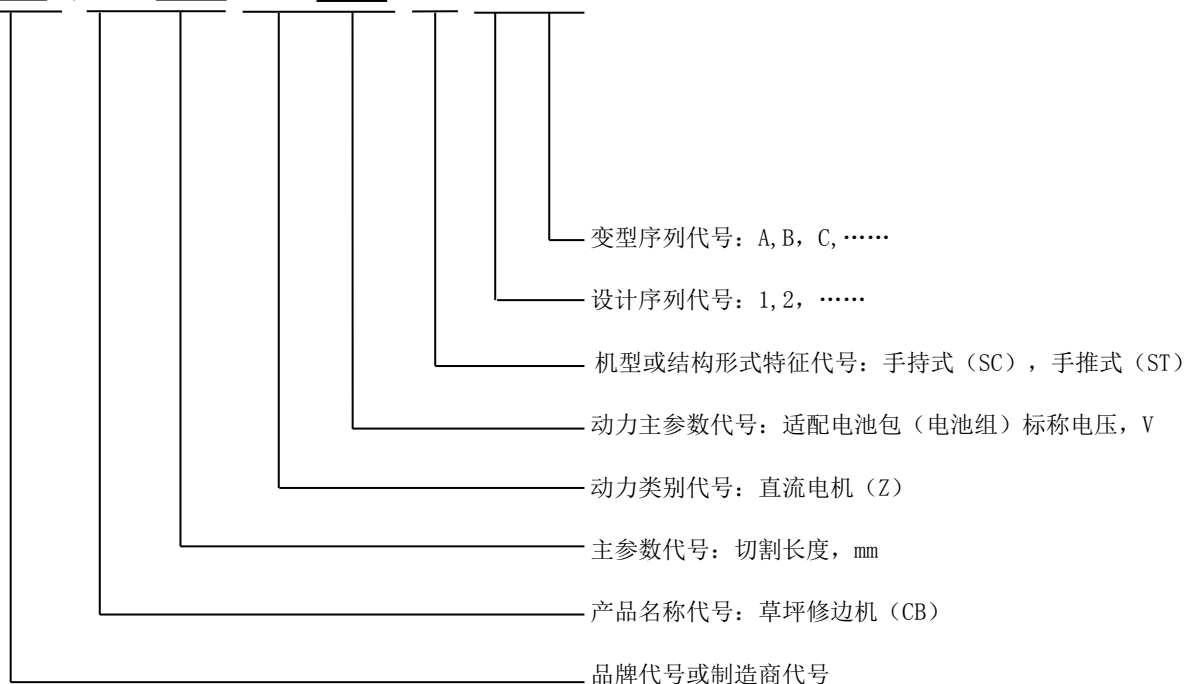 变型序列代号：A,B，C,……
设计序列代号：1,2，……
机型或结构形式特征代号：手持式（SC），手推式（ST）
动力主参数代号：适配电池包（电池组）标称电压，V
动力类别代号：直流电机（Z）
主参数代号：切割长度，mm
产品名称代号：草坪修边机（CB）
品牌代号或制造商代号